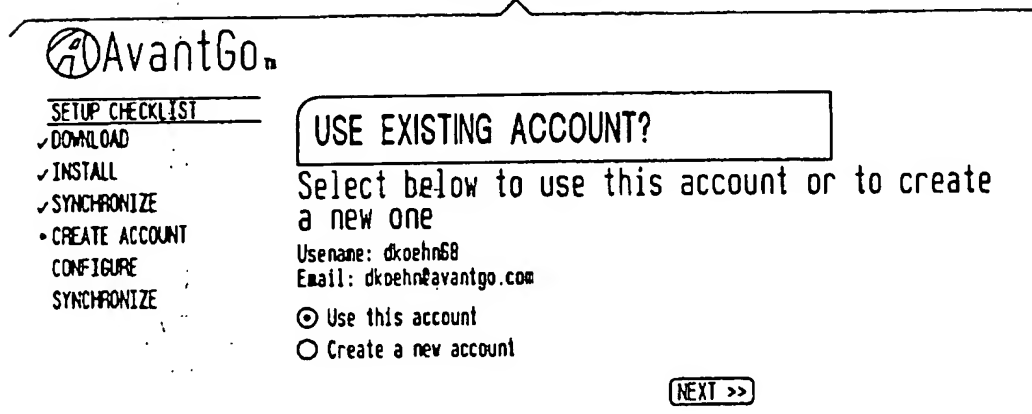 AvantGo™
SETUP CHECKLIST
✓DOWNLOAD
✓INSTALL
✓SYNCHRONIZE
•CREATE ACCOUNT
CONFIGURE
SYNCHRONIZE
USE EXISTING ACCOUNT?
Select below to use this account or to create
a new one
Usename: dkoehn68
Email: dkoehn@avantgo.com
Use this account
Create a new account
NEXT >>